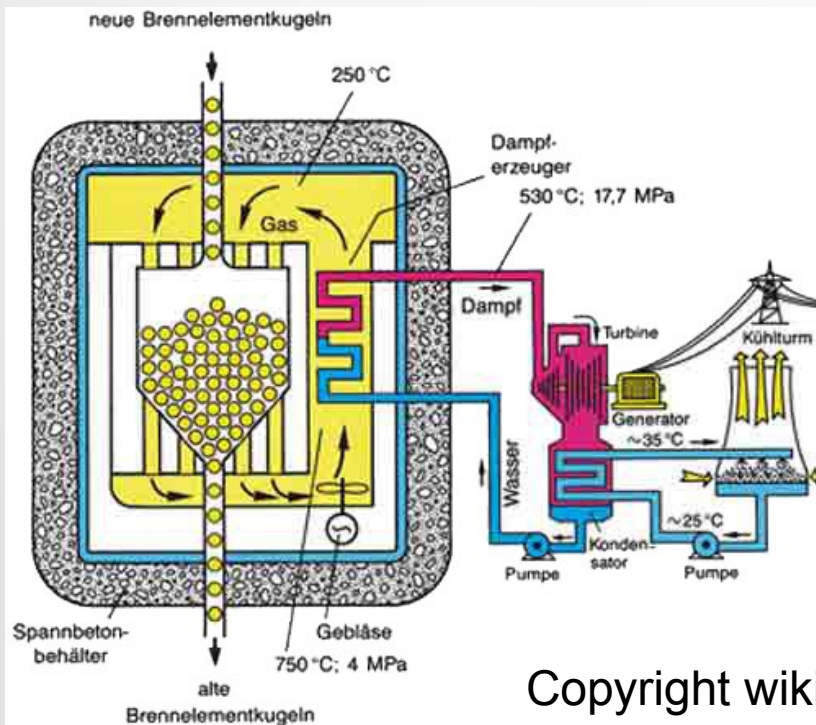 neue Brennelementkugeln
250 °C
Dampf-
erzeuger
530 °C; 17,7 MPa
Gas
Dampf
Turbine
Kühlturm
Generator
~35°C
Wasser
~25°C
Konden-
sator
Pumpe
Pumpe
Spannbeton-
behälter
Gebläse
750 °C; 4 MPa
alte
Brennelementkugeln
Copyright wiki